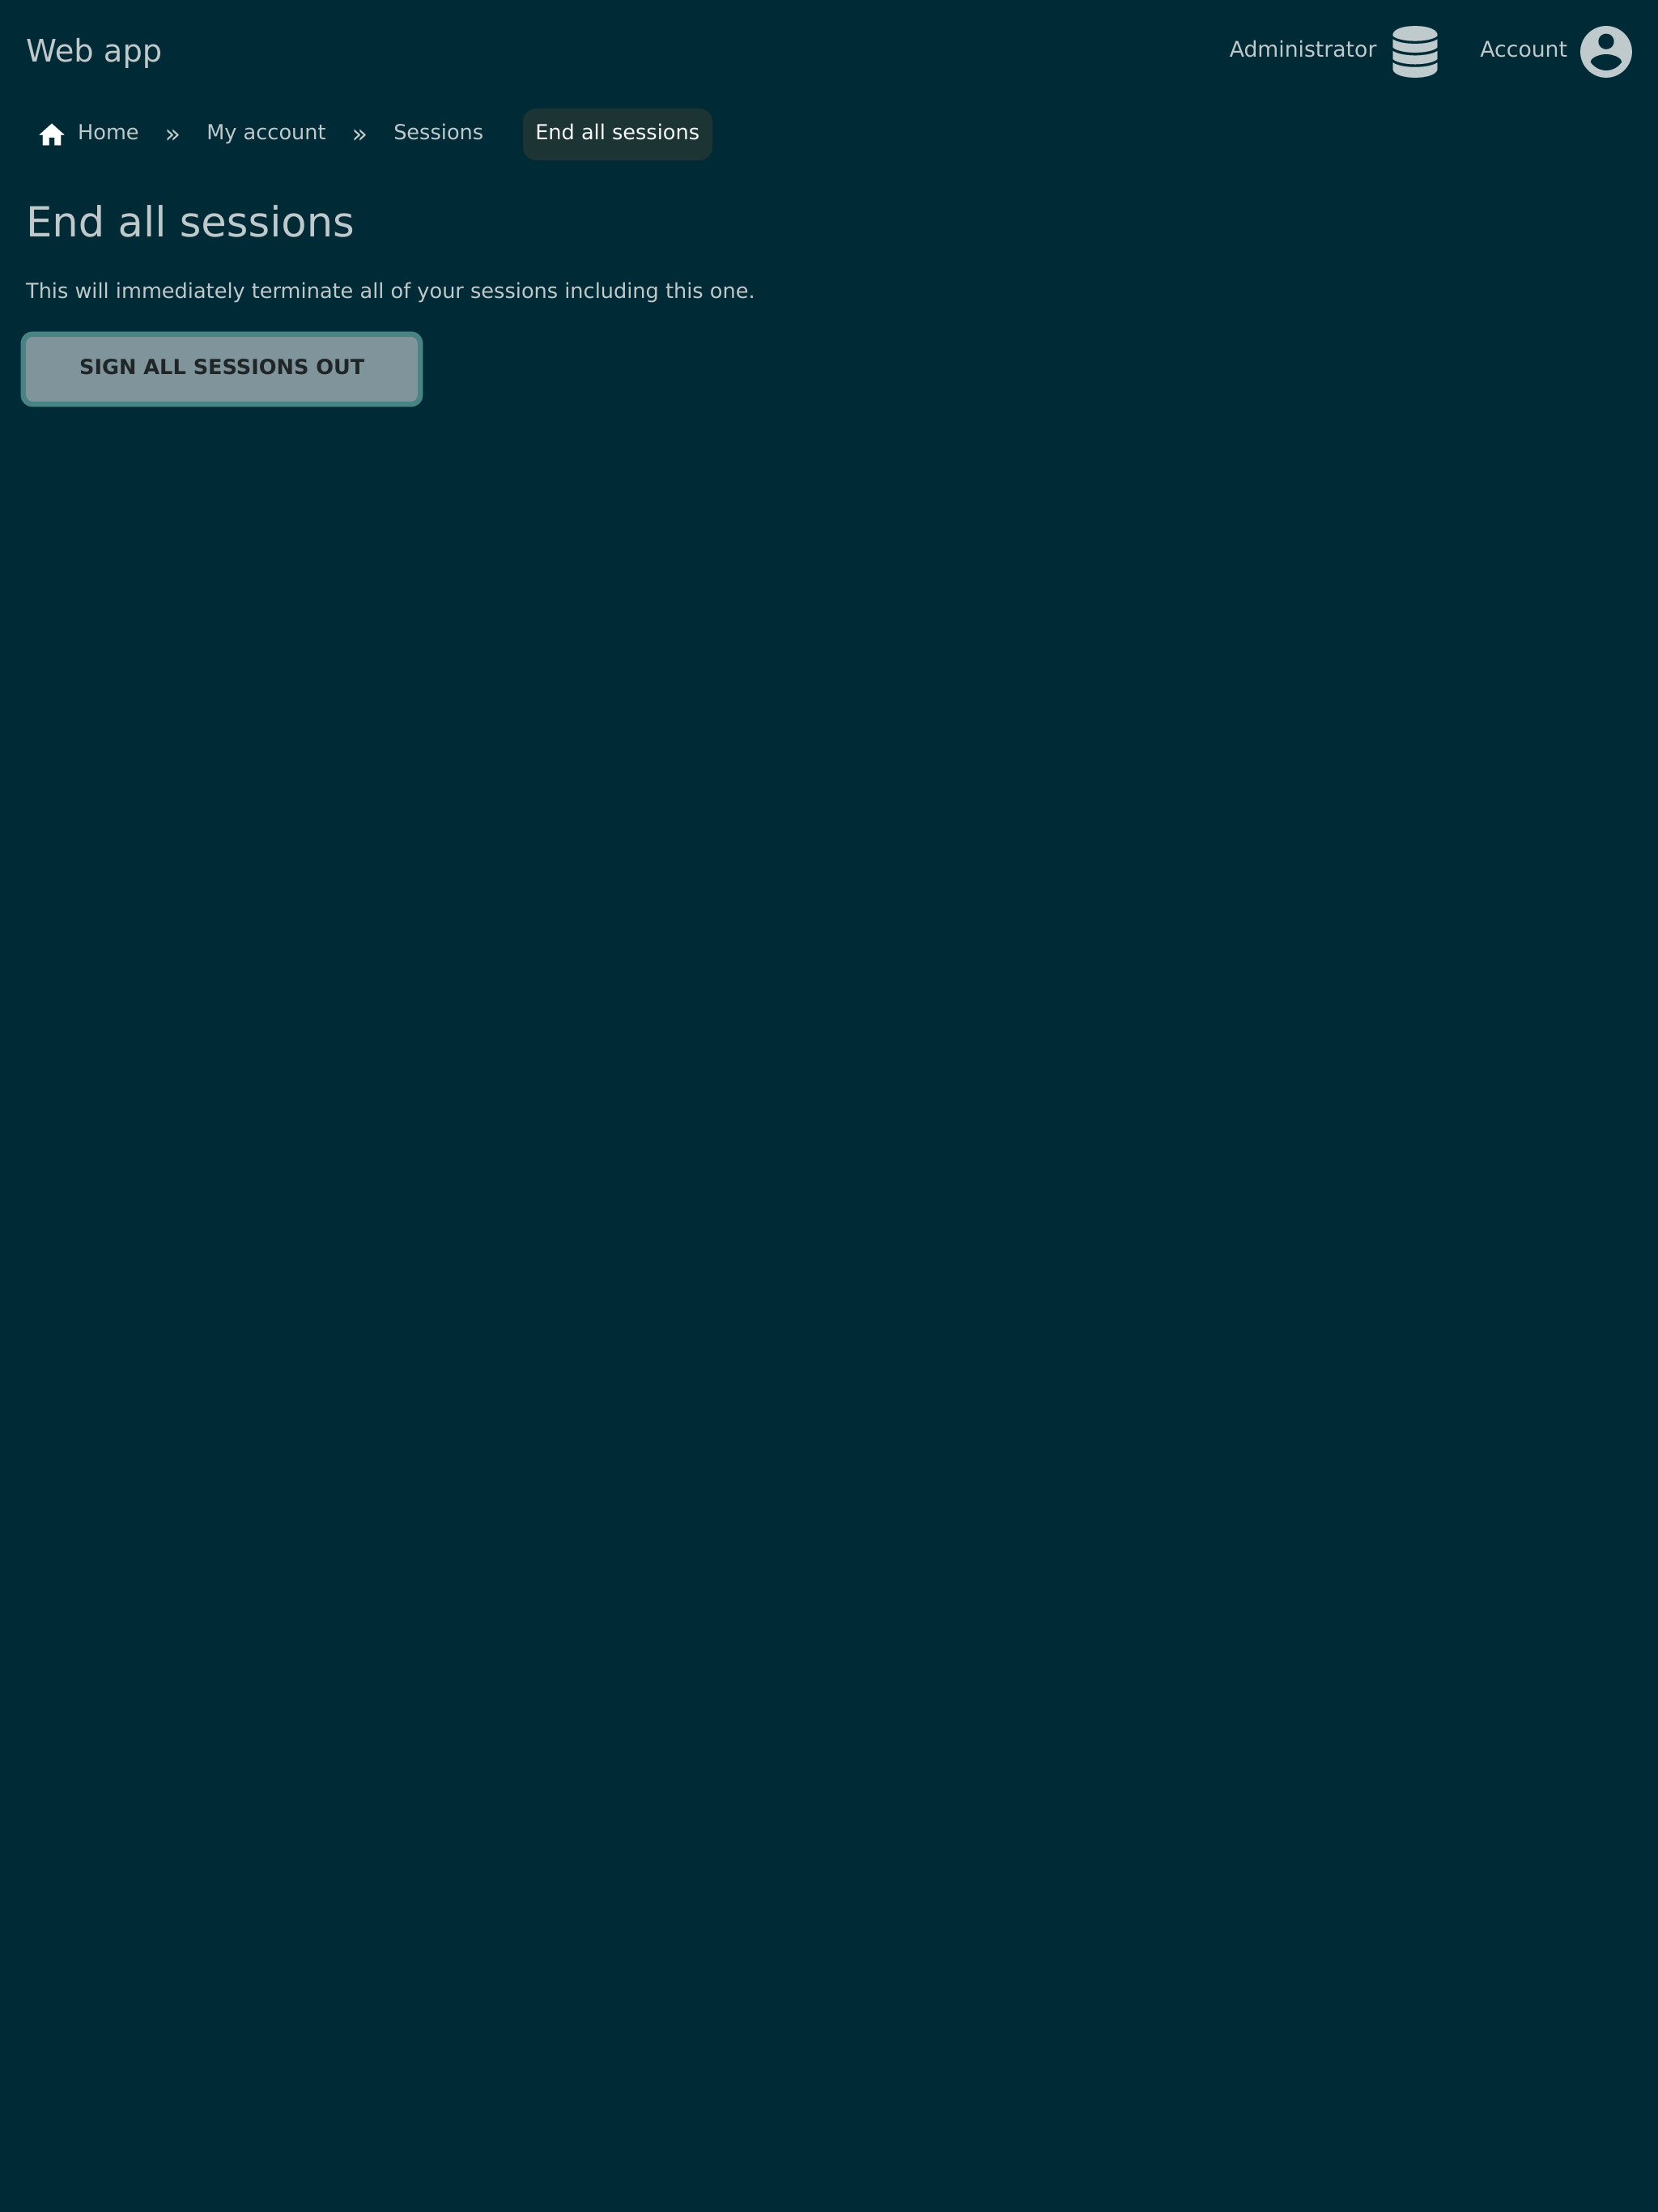 Web app
Administrator
Account
Home » My account » Sessions End all sessions
End all sessions
This will immediately terminate all of your sessions including this one.
SIGN ALL SESSIONS OUT